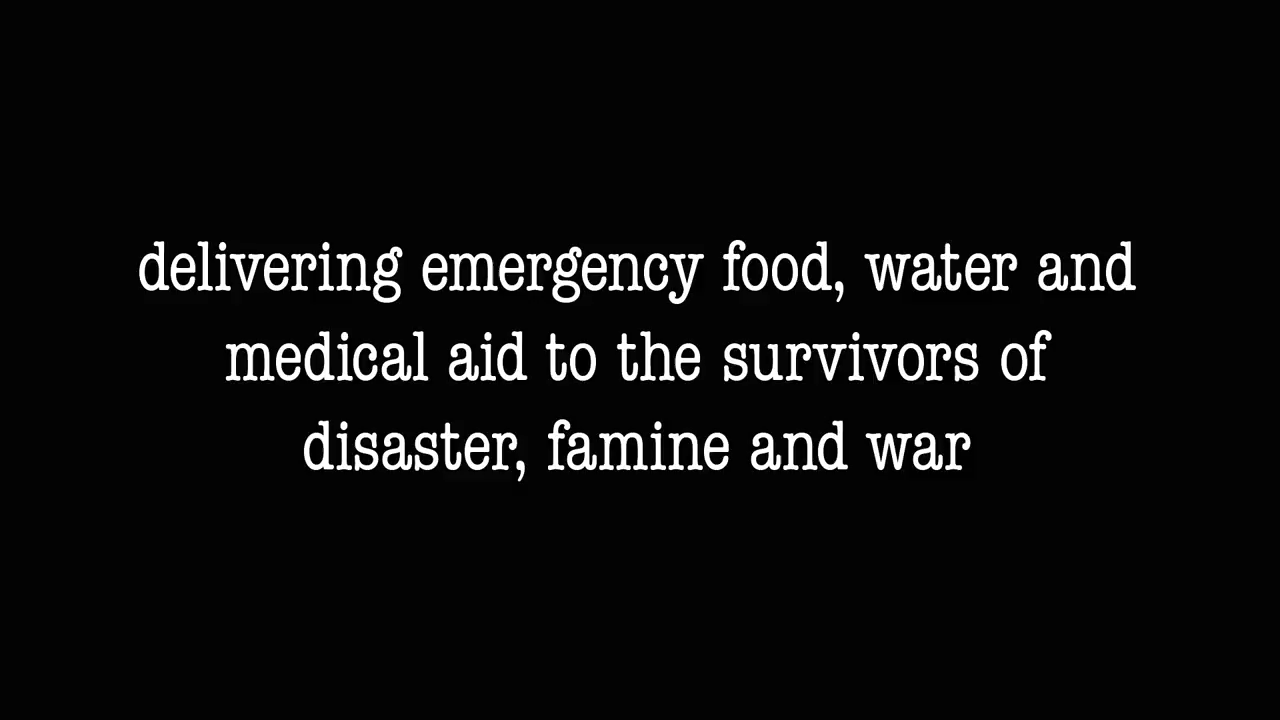 delivering emergency food, water and
medical aid to the survivors of
disaster, famine and war